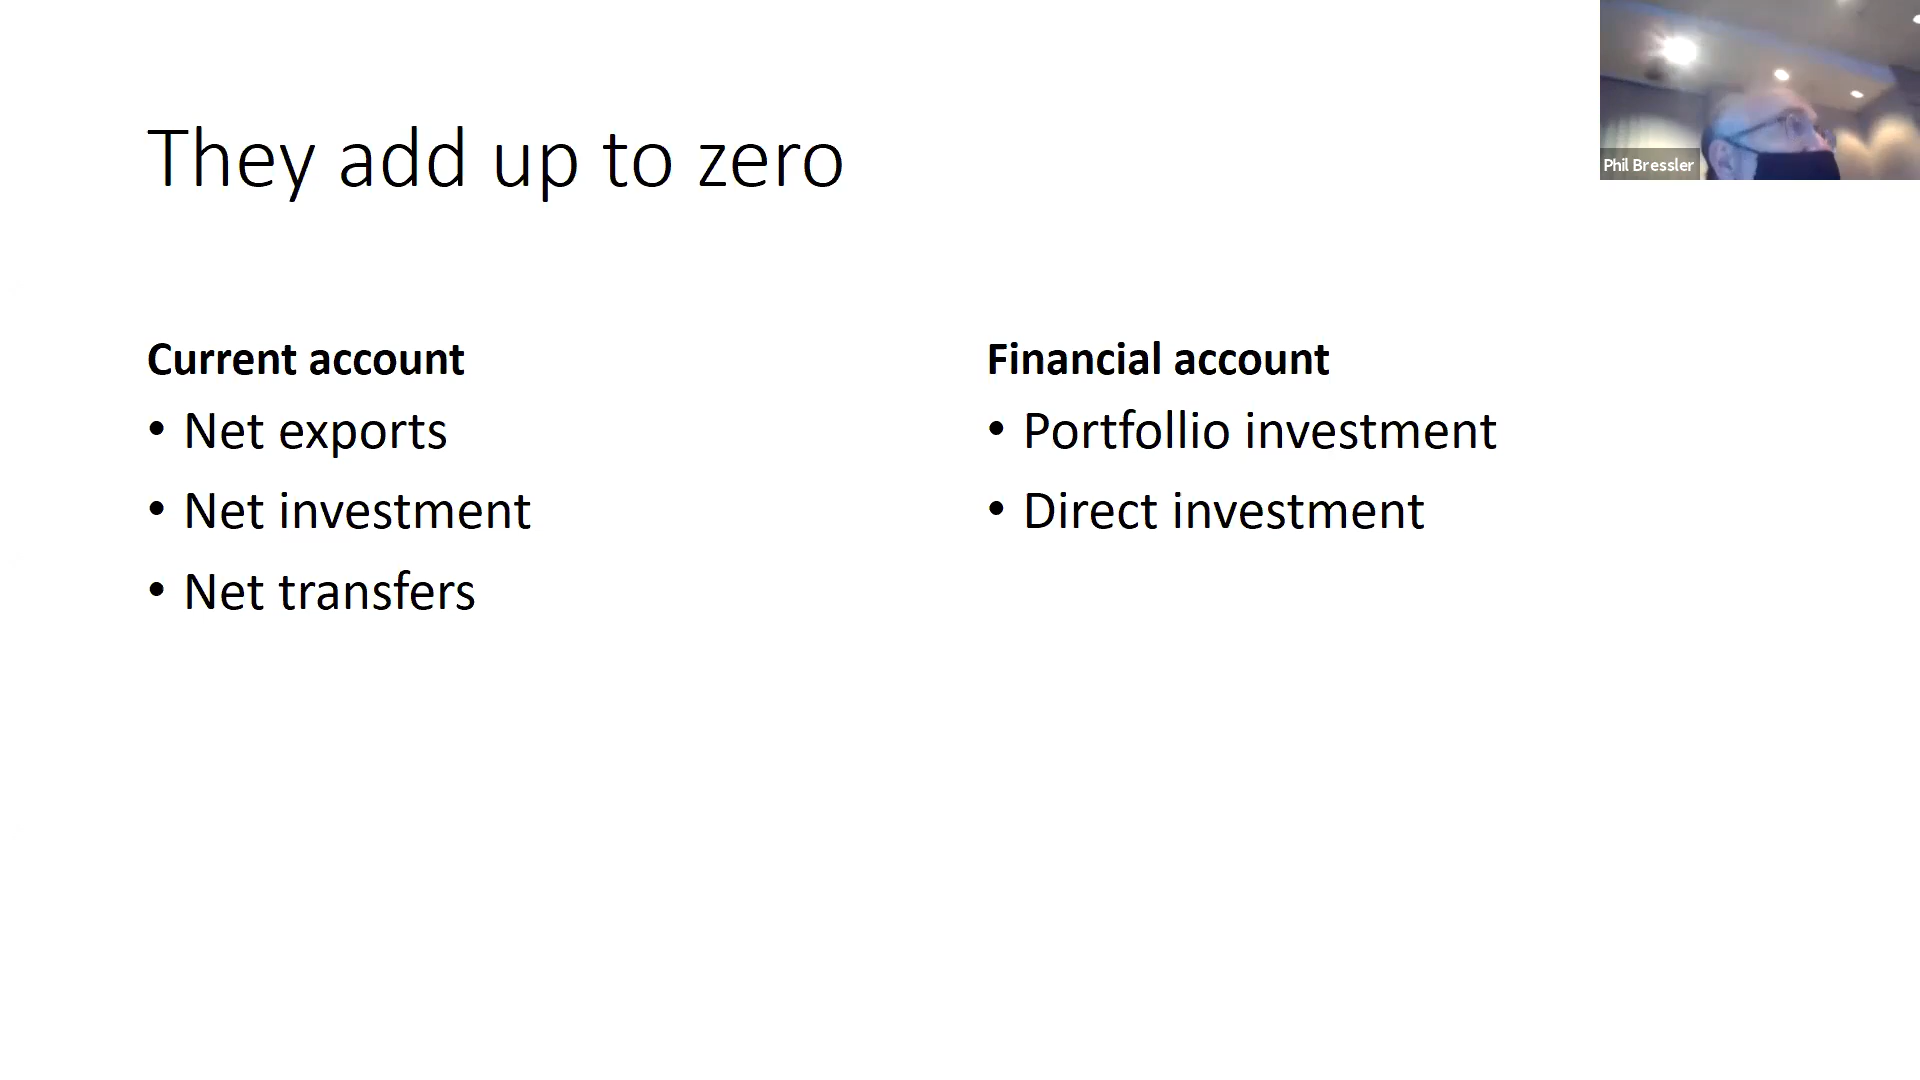 They add up to zero
Phil Bressler
Current account
• Net exports
• Net investment
• Net transfers
Financial account
• Portfollio investment
• Direct investment